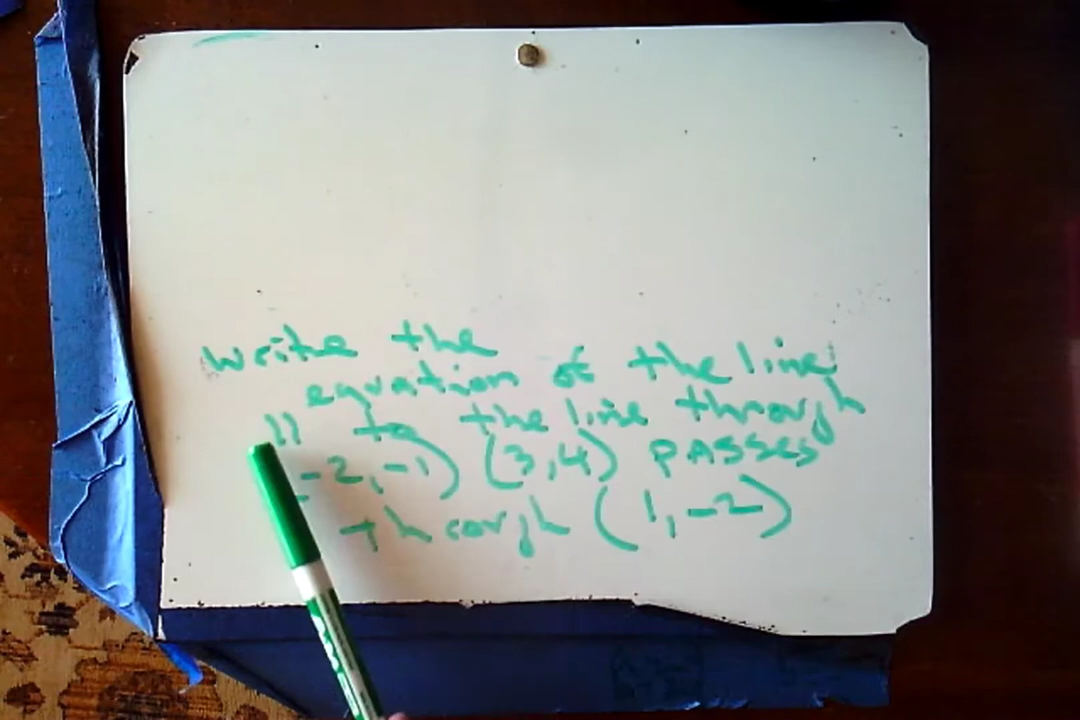 Write the
equation of the line
|| to the line through
(-2,-1) (3,4) PASSES
through (1,-2)